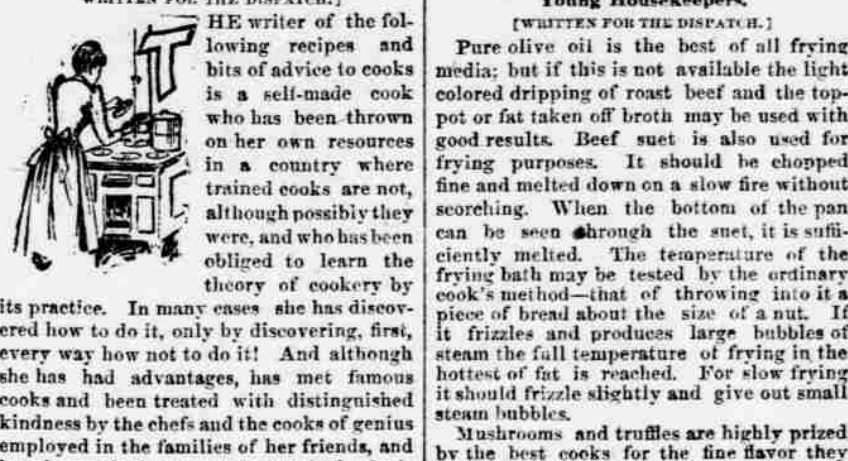 WRITTEN FOR THE DISPATCH.]
THE writer of the fol-
lowing recipes and
bits of advice to cooks
is a self-made cook
who has been thrown
on her own resources
in a country where
trained cooks are not,
although possibly they
were, and who has been
obliged to learn the
theory of cookery by
its practice. In many cases she has discov-
ered how to do it, only by discovering, first,
every way how not to do it! And although
she has had advantages, has met famous
cooks and been treated with distinguished
kindness by the chefs and the cooks of genius
employed in the families of her friends, and
Young Housekeepers.
[WRITTEN FOR THE DISPATCH.]
Pure olive oil is the best of all frying
media; but if this is not available the light
colored dripping of roast beef and the top-
pot or fat taken off broth may be used with
good results. Beef suet is also used for
frying purposes. It should be chopped
fine and melted down on a slow fire without
scorching. When the bottom of the pan
can be seen through the suet, it is suffi-
ciently melted. The temperature of the
frying bath may be tested by the ordinary
cook's method—that of throwing into it a
piece of bread about the size of a nut. If
it frizzles and produces large bubbles of
steam the full temperature of frying in the
hottest of fat is reached. For slow frying
it should frizzle slightly and give out small
steam bubbles.
Mushrooms and truffles are highly prized
by the best cooks for the fine flavor they